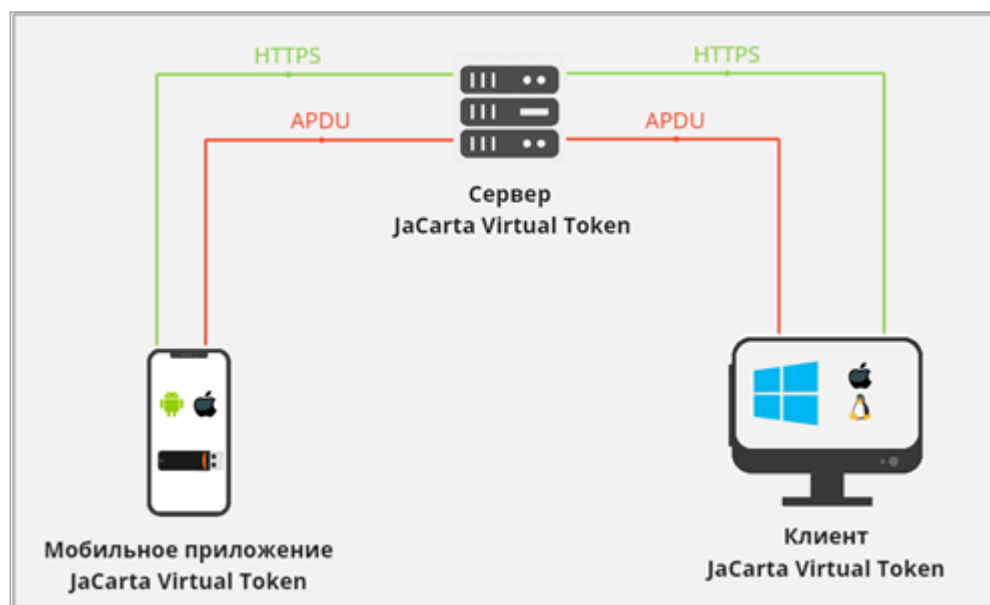 HTTPS
HTTPS
APDU
APDU
Сервер
JaCarta Virtual Token
Мобильное приложение
JaCarta Virtual Token
Клиент
JaCarta Virtual Token